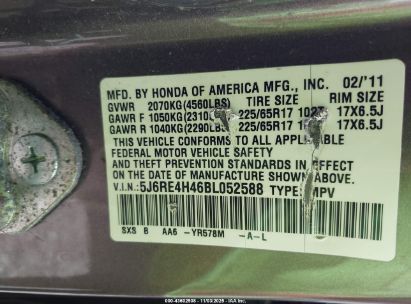 MFD. BY HONDA OF AMERICA MFG., INC. 02/'11
GVWR 2070KG(4560LBS) TIRE SIZE RIM SIZE
GAWR F 1050KG(2310LBS) 225/65R17 102T 17X6.5J
GAWR R 1040KG(2290LBS) 225/65R17 17X6.5J
THIS VEHICLE CONFORMS TO ALL APPLICABLE
FEDERAL MOTOR VEHICLE SAFETY, BUMPER, AND
THEFT PREVENTION STANDARDS IN EFFECT
ON THE DATE OF MANUFACTURE SHOWN ABOVE.
V.I.N: 5J6RE4H46BL052588 TYPE: MPV
SXS B AA6 -YR578M -A-L